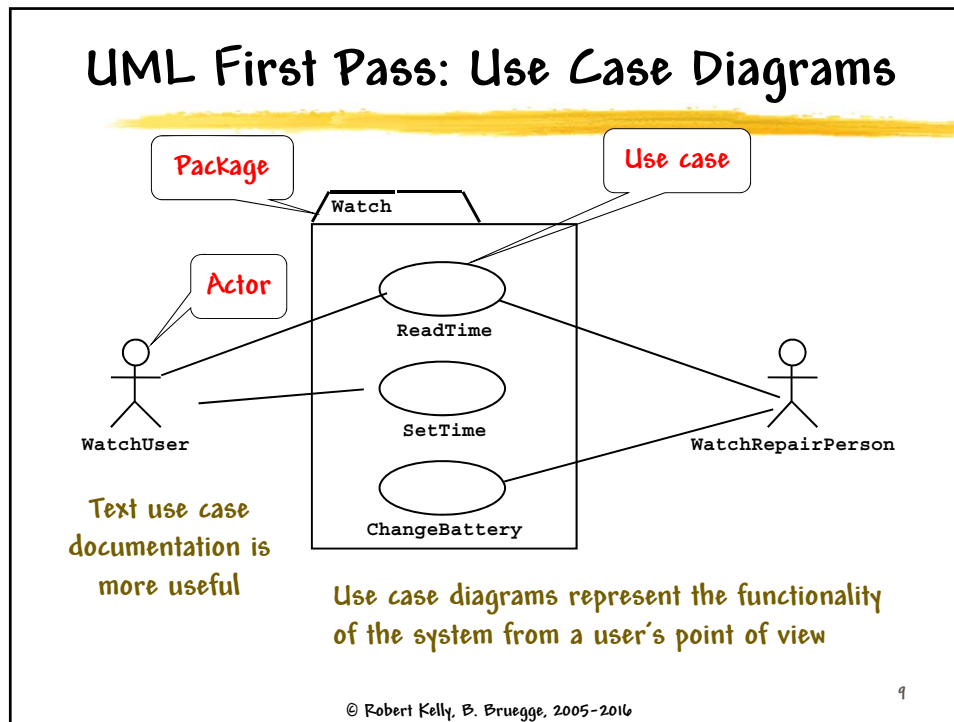 UML First Pass: Use Case Diagrams
Package
Use case
Watch
Actor
ReadTime
SetTime
WatchUser
WatchRepairPerson
ChangeBattery
Text use case
documentation is
more useful
Use case diagrams represent the functionality
of the system from a user's point of view
9
© Robert Kelly, B. Bruegge, 2005-2016